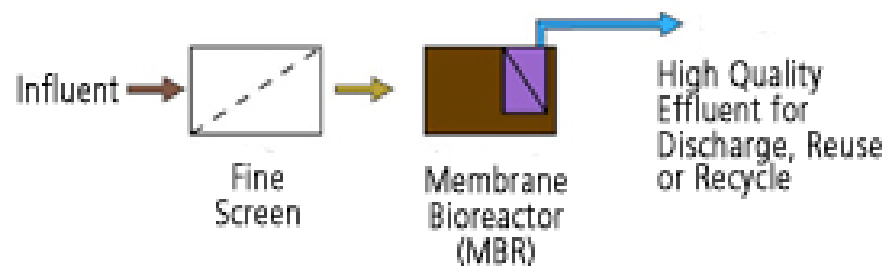 Influent
Fine
Screen
Membrane
Bioreactor
(MBR)
High Quality
Effluent for
Discharge, Reuse
or Recycle